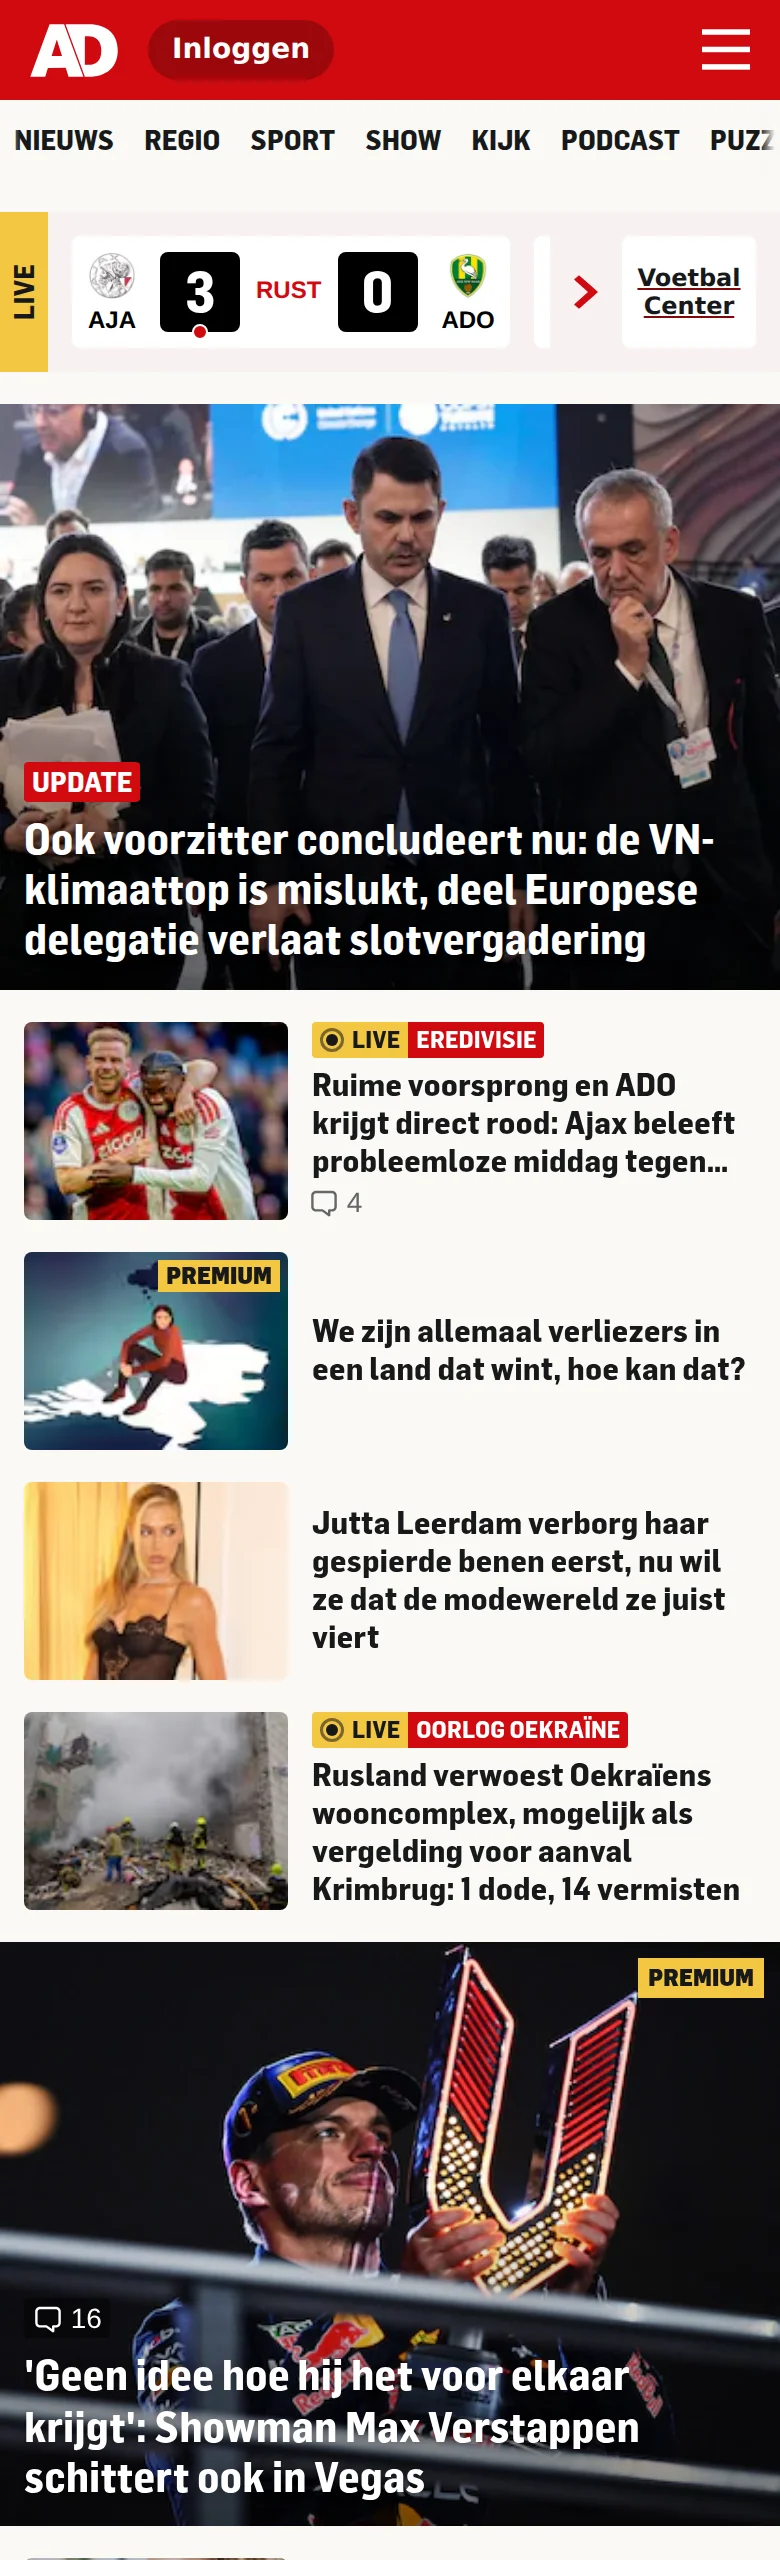 AD
Inloggen
NIEUWS REGIO SPORT SHOW KIJK PODCAST PUZZ
LIVE
AJA
3
RUST
0
ADO
Voetbal
Center
UPDATE
Ook voorzitter concludeert nu: de VN-
klimaattop is mislukt, deel Europese
delegatie verlaat slotvergadering
LIVE EREDIVISIE
Ruime voorsprong en ADO
krijgt direct rood: Ajax beleeft
probleemloze middag tegen...
4
PREMIUM
We zijn allemaal verliezers in
een land dat wint, hoe kan dat?
Jutta Leerdam verborg haar
gespierde benen eerst, nu wil
ze dat de modewereld ze juist
viert
LIVE OORLOG OEKRAÏNE
Rusland verwoest Oekraïens
wooncomplex, mogelijk als
vergelding voor aanval
Krimbrug: 1 dode, 14 vermisten
PREMIUM
16
'Geen idee hoe hij het voor elkaar
krijgt': Showman Max Verstappen
schittert ook in Vegas